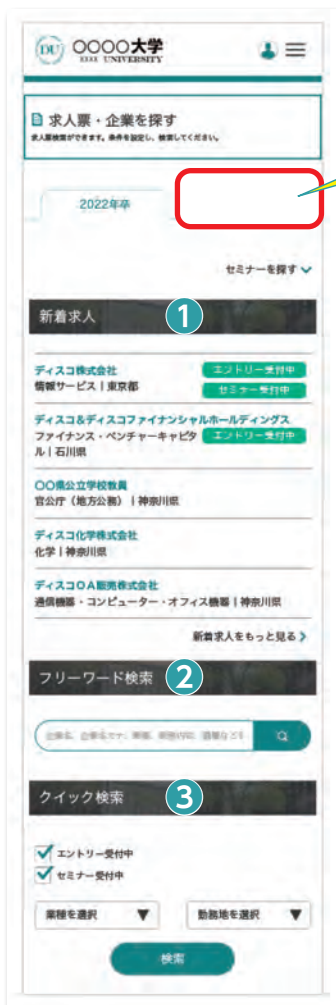 DU
〇〇〇〇大学
XXXX UNIVERSITY
求人票・企業を探す
求人票検索ができます。条件を設定し、検索してください。
2022年卒
セミナーを探す
新着求人
1
ディスコ株式会社
エントリー受付中
情報サービス | 東京都
セミナー受付中
ディスコ&ディスコファイナンシャルホールディングス
ファイナンス・ベンチャーキャピタ
エントリー受付中
ル | 石川県
〇〇県公立学校教員
官公庁(地方公務) | 神奈川県
ディスコ化学株式会社
化学 | 神奈川県
ディスコOA販売株式会社
通信機器・コンピューター・オフィス機器 | 神奈川県
新着求人をもっと見る
フリーワード検索
2
クイック検索
3
エントリー受付中
セミナー受付中
業種を選択 ▼
勤務地を選択 ▼
検索